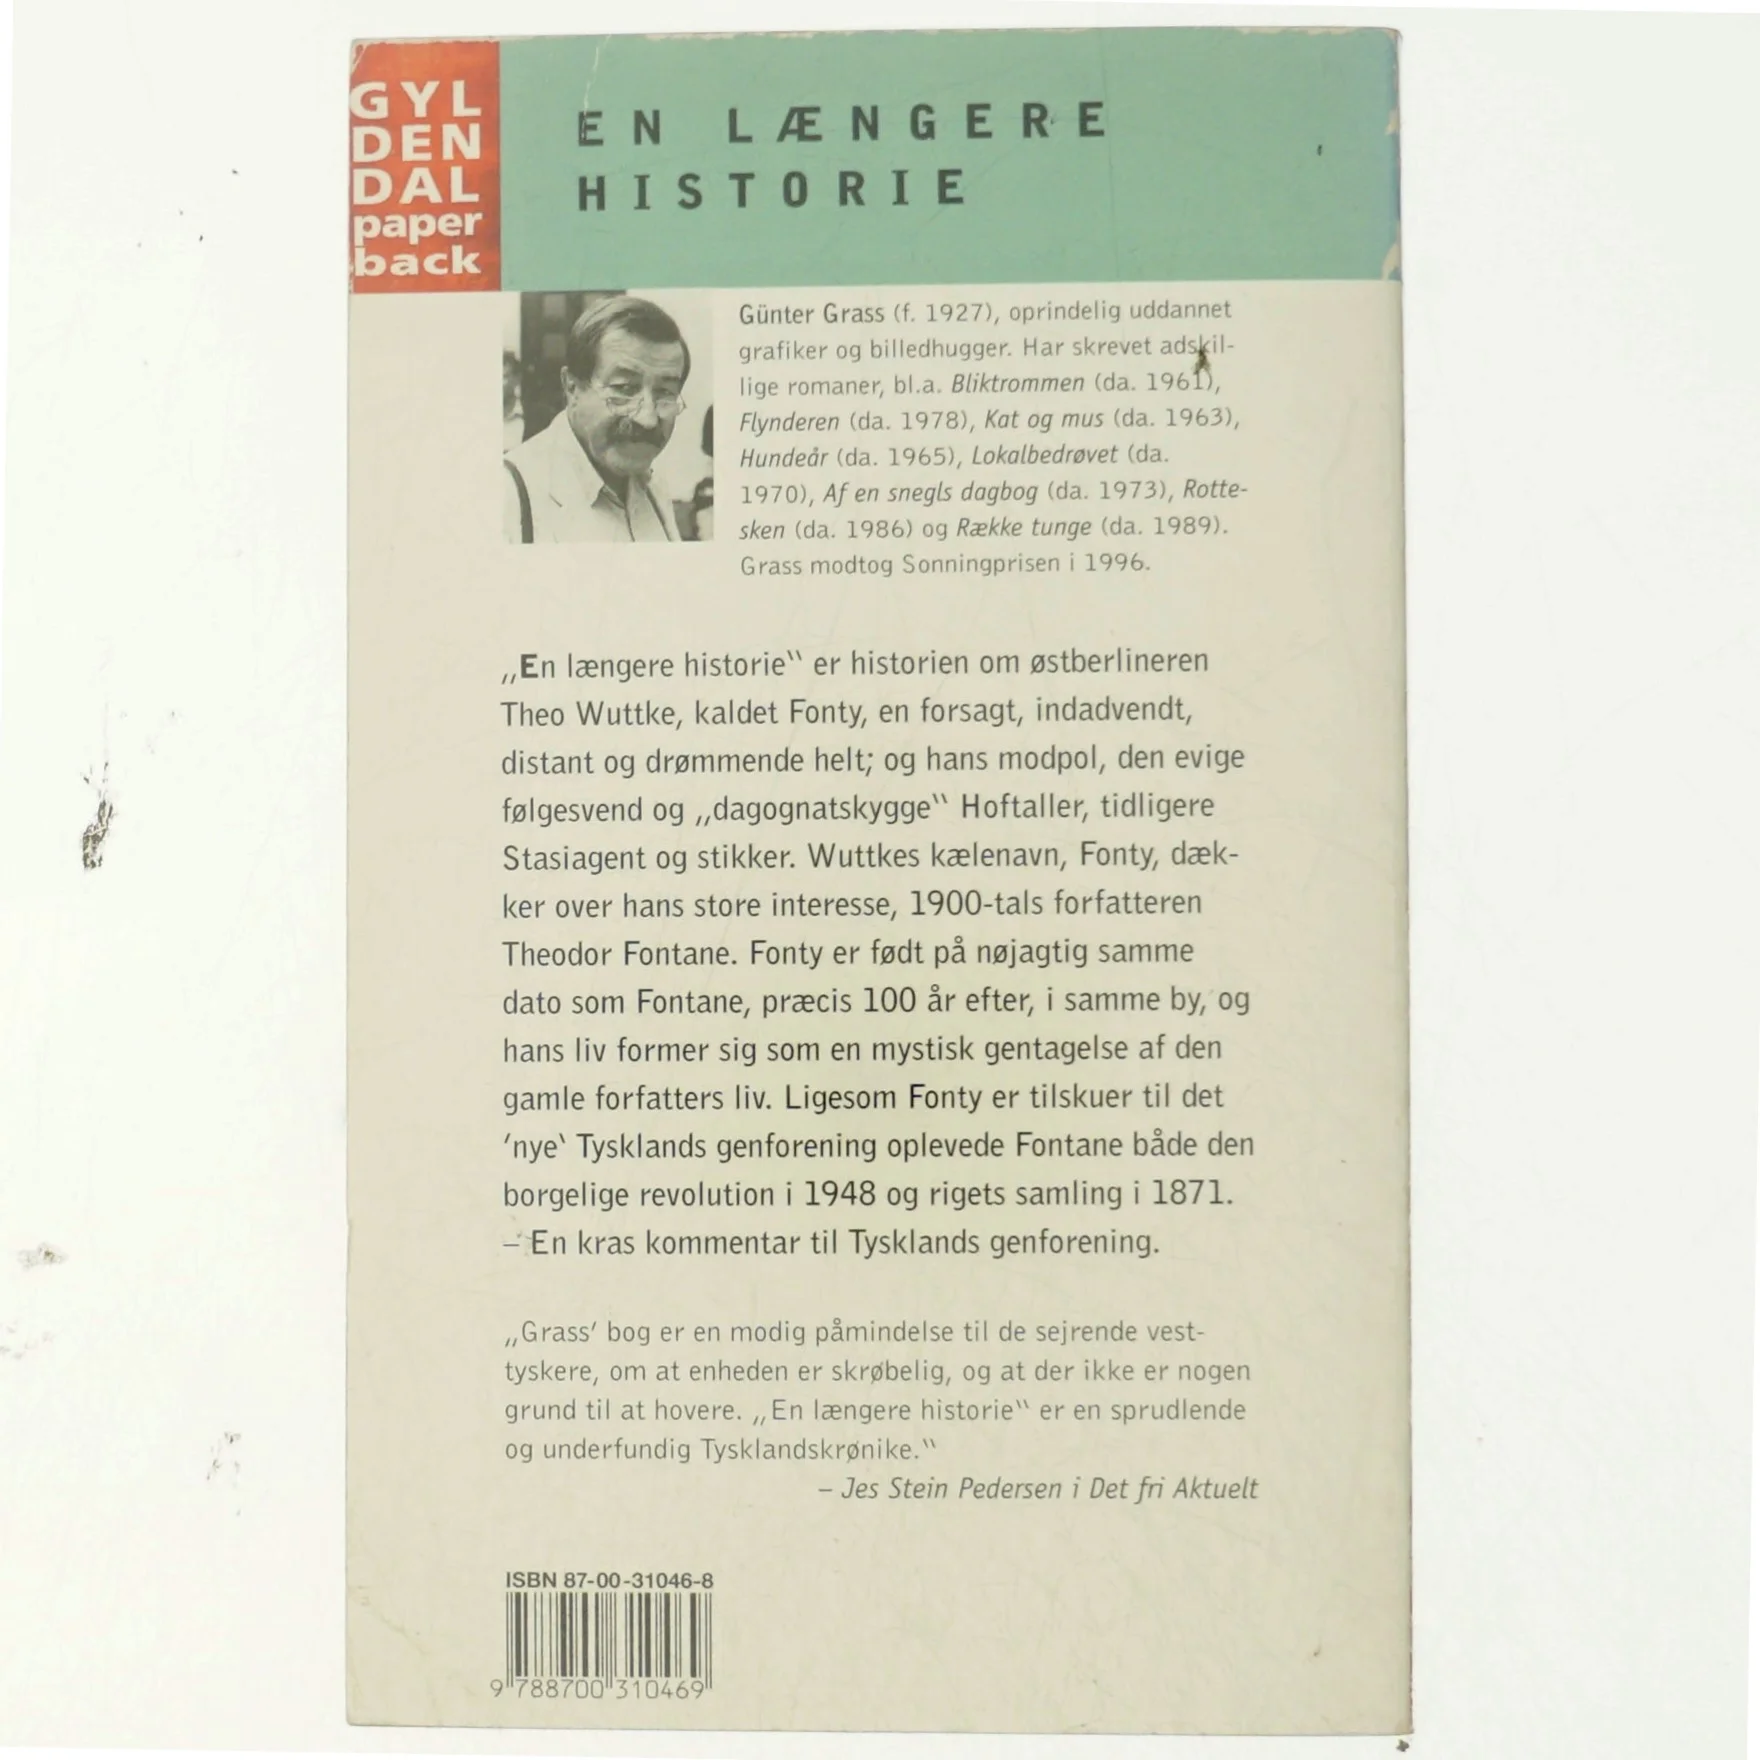 GYL
DEN
DAL
paper
back
EN LÆNGERE
HISTORIE
Günter Grass (f. 1927), oprindelig uddannet
grafiker og billedhugger. Har skrevet adskil-
lige romaner, bl.a. Bliktrommen (da. 1961),
Flynderen (da. 1978), Kat og mus (da. 1963),
Hundeår (da. 1965), Lokalbedrøvet (da.
1970), Af en snegls dagbog (da. 1973), Rotte-
sken (da. 1986) og Række tunge (da. 1989).
Grass modtog Sonningprisen i 1996.
„En længere historie“ er historien om østberlineren
Theo Wuttke, kaldet Fonty, en forsagt, indadvendt,
distant og drømmende helt; og hans modpol, den evige
følgesvend og „dagognatskygge“ Hoftaller, tidligere
Stasiagent og stikker. Wuttkes kælenavn, Fonty, dæk-
ker over hans store interesse, 1900-tals forfatteren
Theodor Fontane. Fonty er født på nøjagtig samme
dato som Fontane, præcis 100 år efter, i samme by, og
hans liv former sig som en mystisk gentagelse af den
gamle forfatters liv. Ligesom Fonty er tilskuer til det
'nye' Tysklands genforening oplevede Fontane både den
borgelige revolution i 1948 og rigets samling i 1871.
– En kras kommentar til Tysklands genforening.
„Grass' bog er en modig påmindelse til de sejrende vest-
tyskere, om at enheden er skrøbelig, og at der ikke er nogen
grund til at hovere. „En længere historie“ er en sprudlende
og underfundig Tysklandskrønike.“
– Jes Stein Pedersen i Det fri Aktuelt
ISBN 87-00-31046-8
9 788700 310469